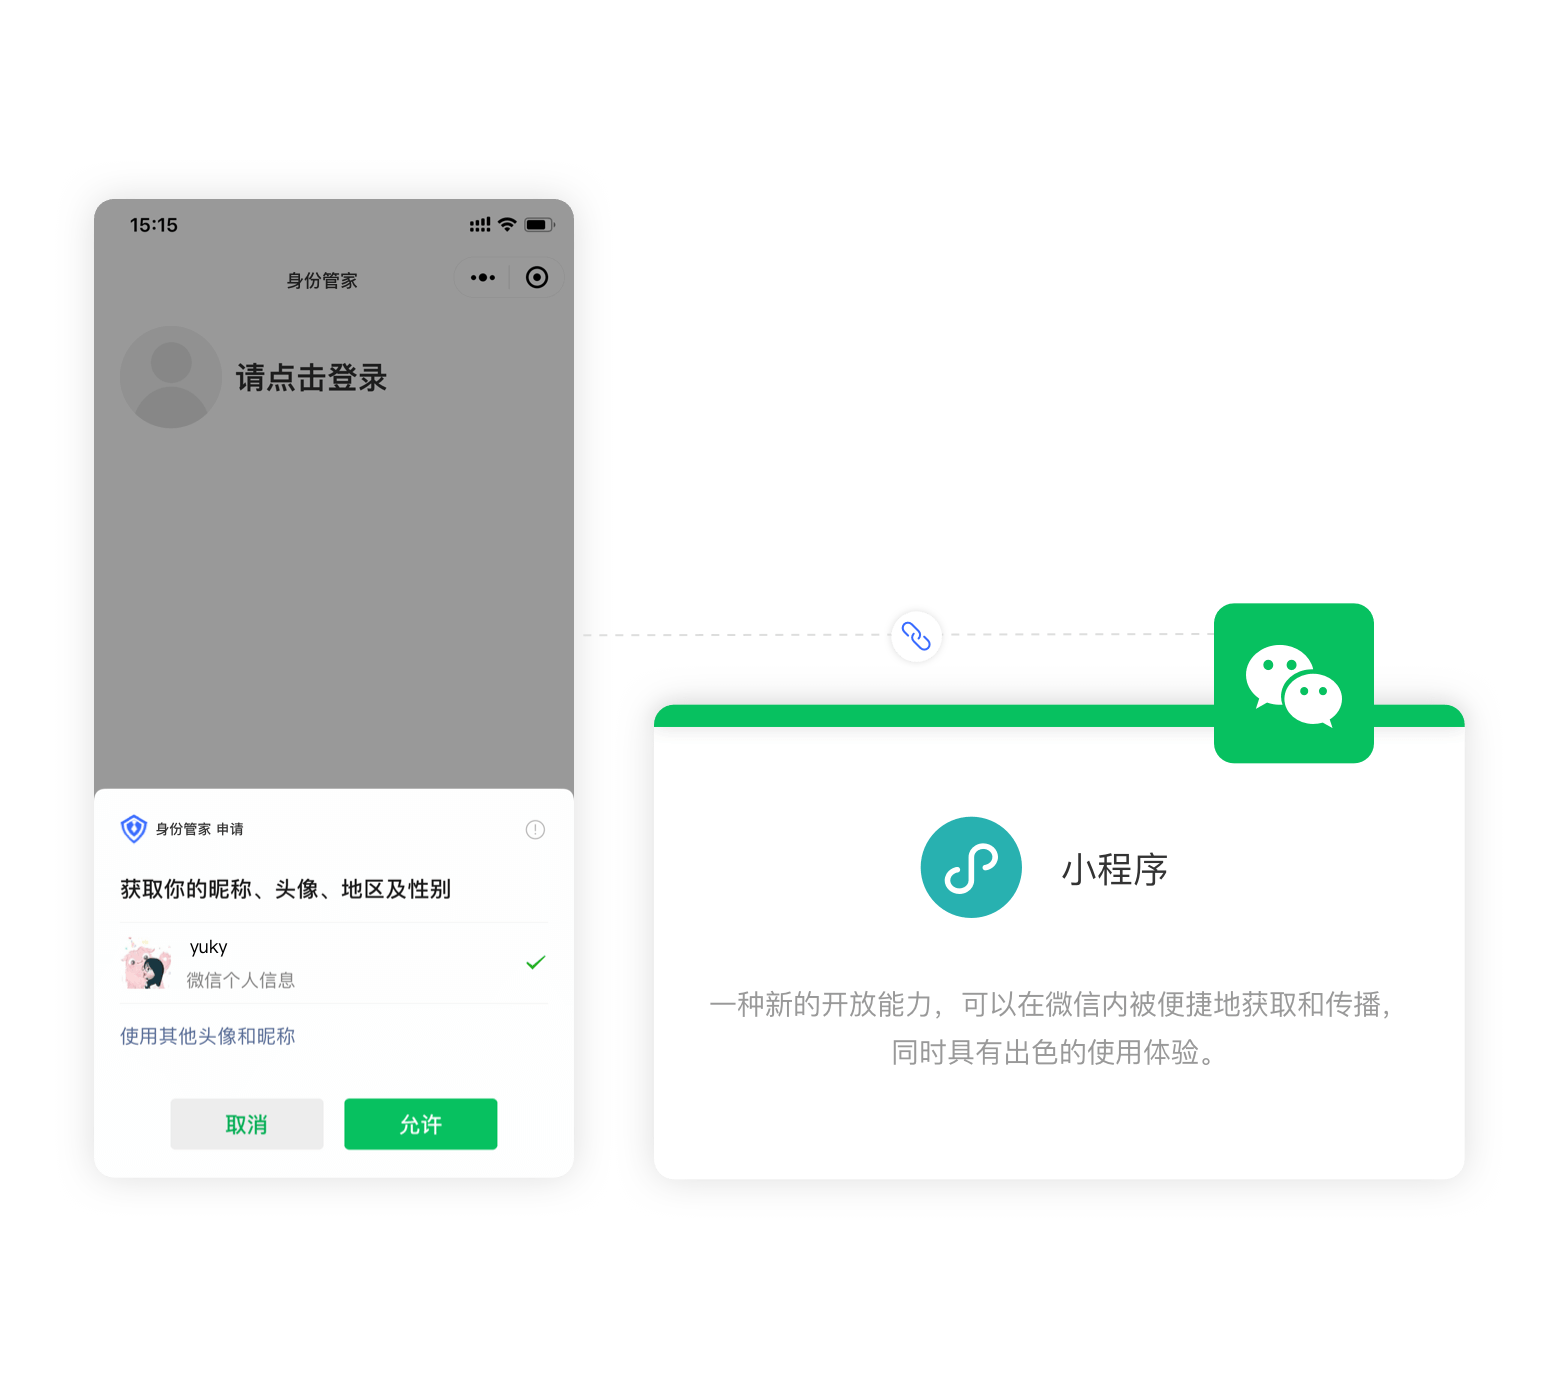 15:15
身份管家
请点击登录
身份管家 申请
获取你的昵称、头像、地区及性别
yuky
微信个人信息
使用其他头像和昵称
取消
允许
小程序
一种新的开放能力，可以在微信内被便捷地获取和传播，
同时具有出色的使用体验。